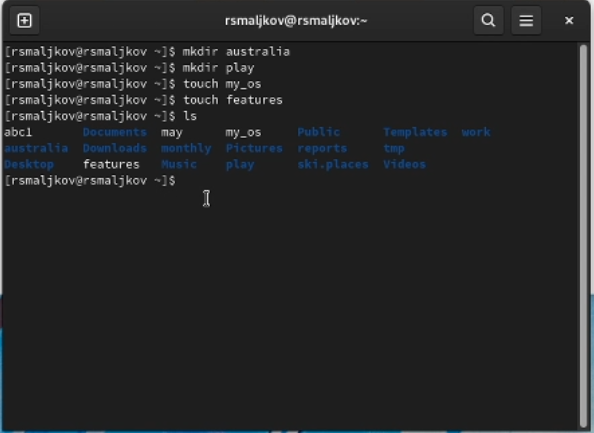 rsmaljkov@rsmaljkov:~
[rsmaljkov@rsmaljkov ~]$ mkdir australia
[rsmaljkov@rsmaljkov ~]$ mkdir play
[rsmaljkov@rsmaljkov ~]$ touch my_os
[rsmaljkov@rsmaljkov ~]$ touch features
[rsmaljkov@rsmaljkov ~]$ ls
abc1 Documents may my_os Public Templates work
australia Downloads monthly Pictures reports tmp
Desktop features Music play ski.places Videos
[rsmaljkov@rsmaljkov ~]$